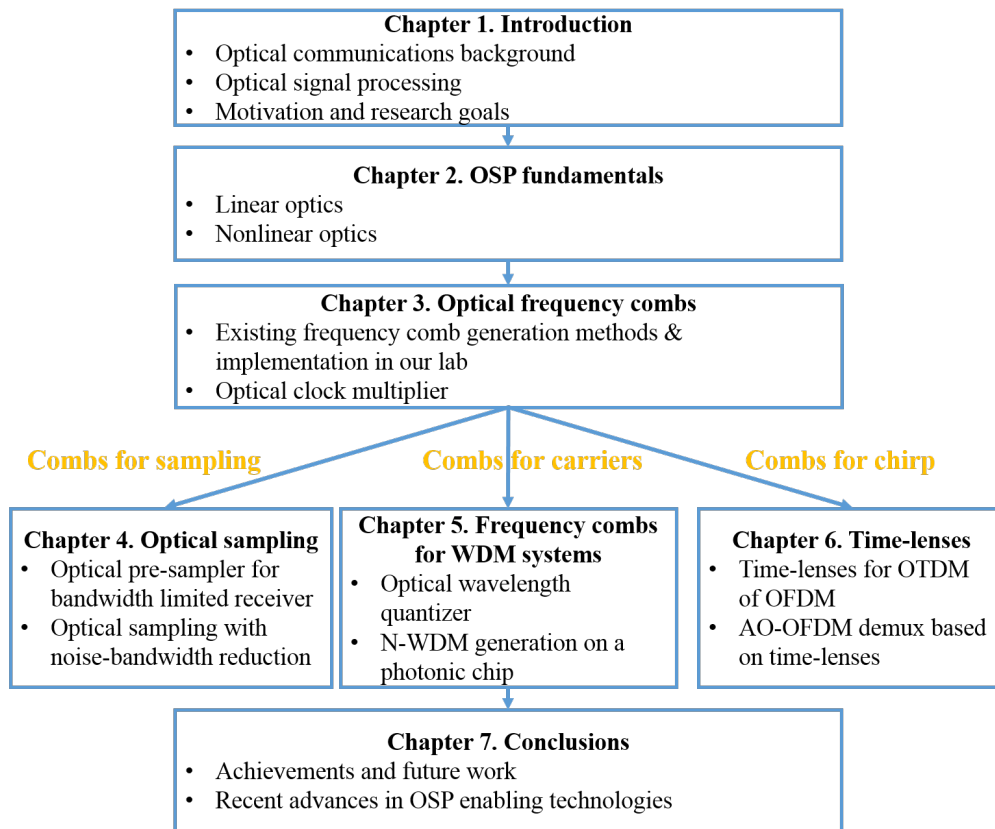 Chapter 1. Introduction
• Optical communications background
• Optical signal processing
• Motivation and research goals
Chapter 2. OSP fundamentals
• Linear optics
• Nonlinear optics
Chapter 3. Optical frequency combs
• Existing frequency comb generation methods &
implementation in our lab
• Optical clock multiplier
Combs for sampling
Combs for carriers
Combs for chirp
Chapter 4. Optical sampling
• Optical pre-sampler for
bandwidth limited receiver
• Optical sampling with
noise-bandwidth reduction
Chapter 5. Frequency combs
for WDM systems
• Optical wavelength
quantizer
• N-WDM generation on a
photonic chip
Chapter 6. Time-lenses
• Time-lenses for OTDM
of OFDM
• AO-OFDM demux based
on time-lenses
Chapter 7. Conclusions
• Achievements and future work
• Recent advances in OSP enabling technologies